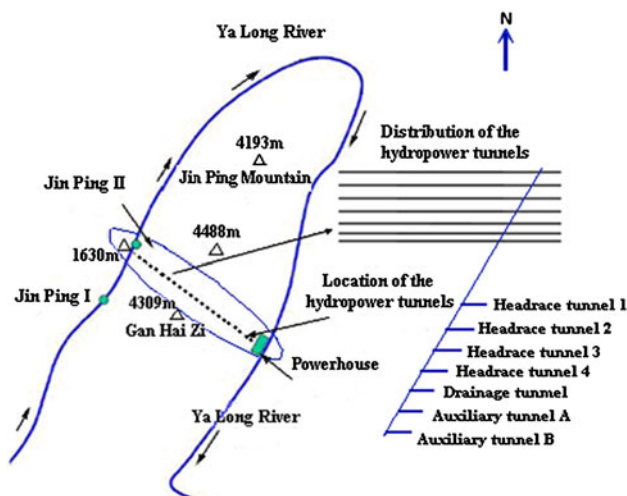 Ya Long River
N
4193m
Jin Ping Mountain
Distribution of the
hydropower tunnels
Jin Ping II
4488m
1630m
Jin Ping I
4309m
Gan Hai Zi
Location of the
hydropower tunnels
Powerhouse
Ya Long River
Headrace tunnel 1
Headrace tunnel 2
Headrace tunnel 3
Headrace tunnel 4
Drainage tunmel
Auxiliary tunnel A
Auxiliary tunnel B